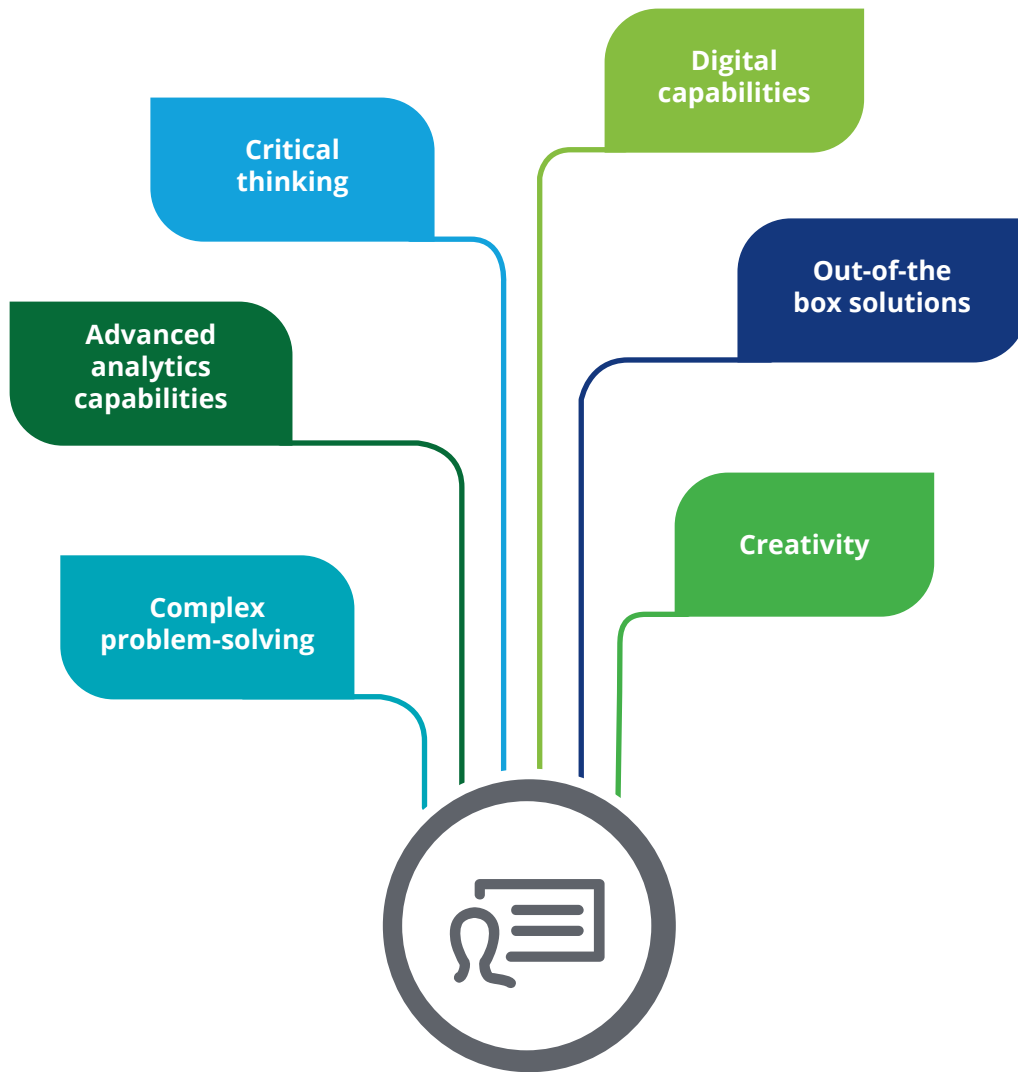 Digital
capabilities
Critical
thinking
Out-of-the
box solutions
Advanced
analytics
capabilities
Creativity
Complex
problem-solving